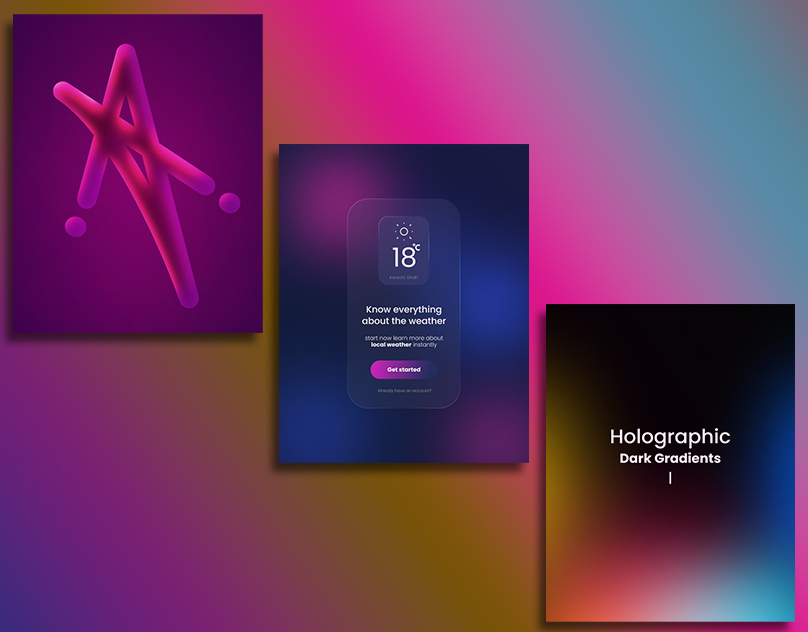 18°C
Karachi, Sindh
Know everything
about the weather
start now learn more about
local weather instantly
Get started
Already have an account?
Holographic
Dark Gradients
|